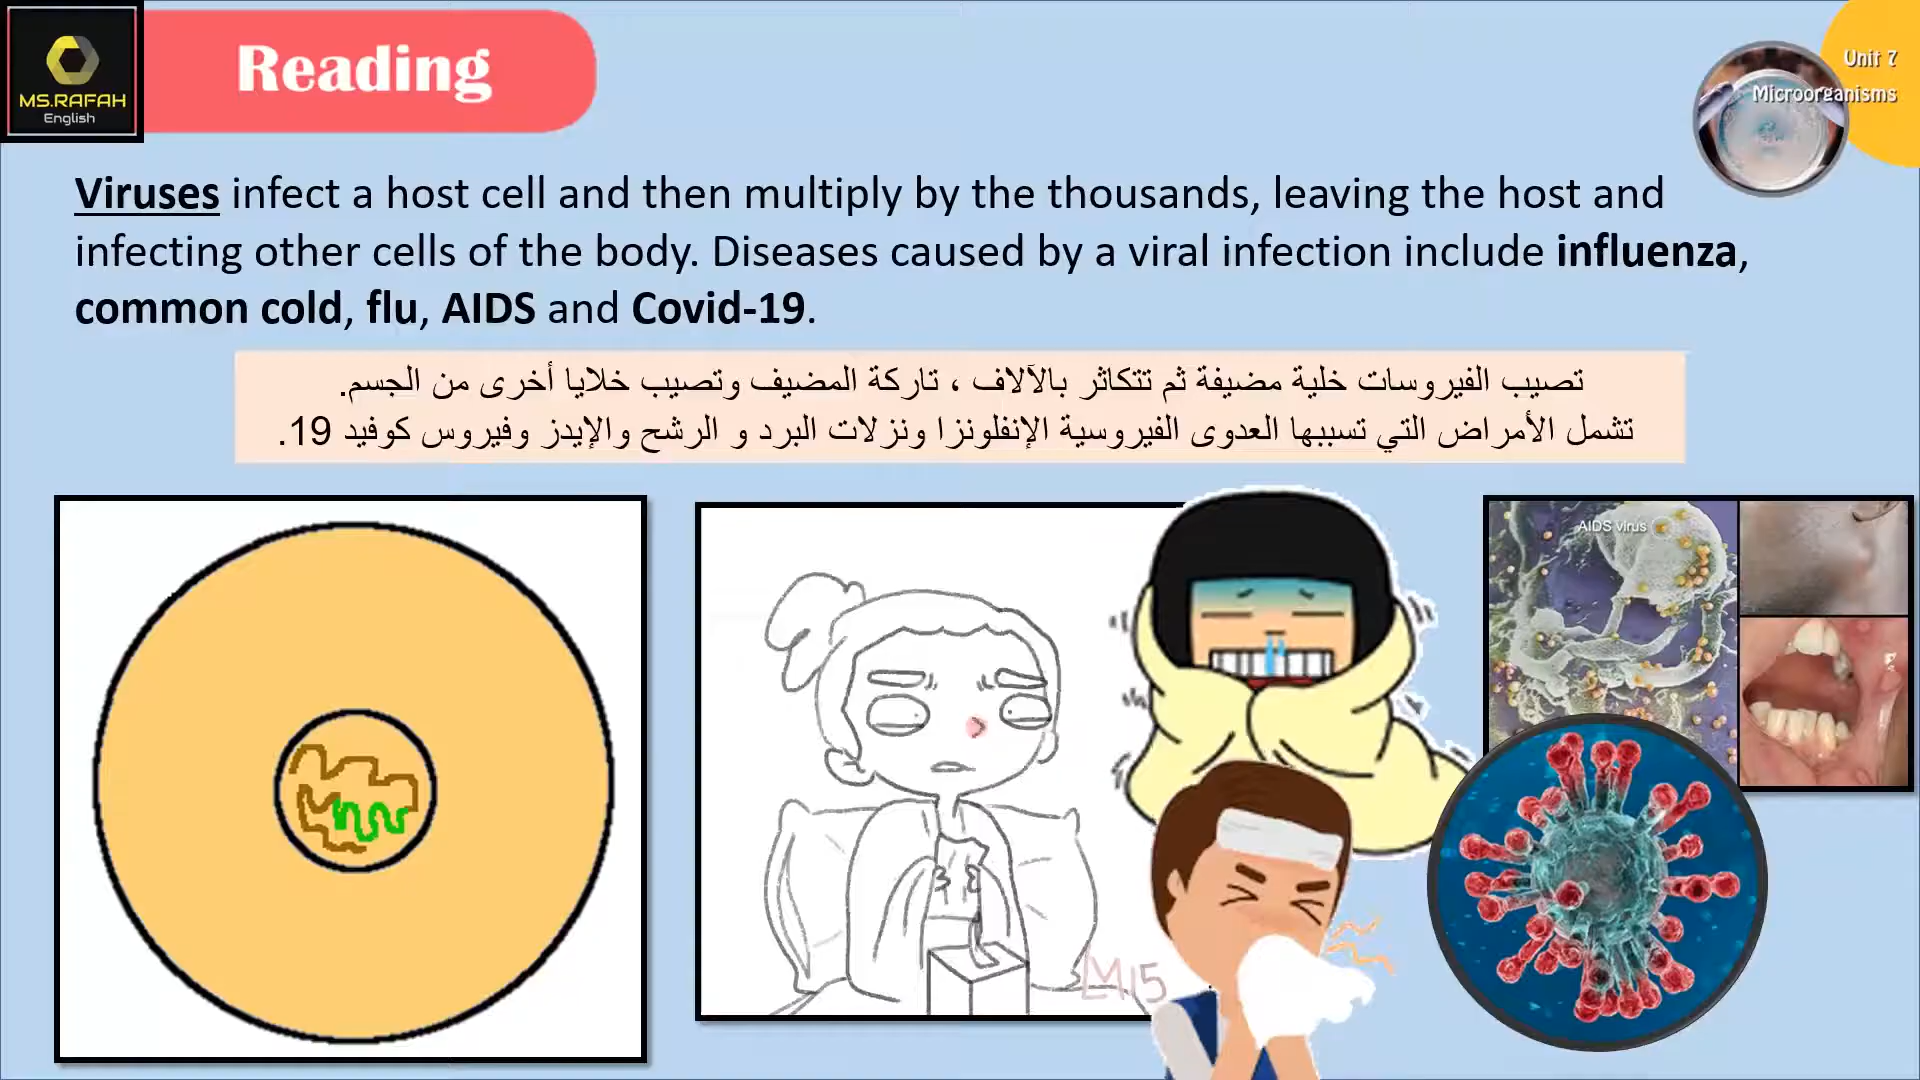 MS.RAFAH
English
Reading
Unit 7
Microorganisms
Viruses infect a host cell and then multiply by the thousands, leaving the host and
infecting other cells of the body. Diseases caused by a viral infection include influenza,
common cold, flu, AIDS and Covid-19.
تصيب الفيروسات خلية مضيفة ثم تتكاثر بالآلاف ، تاركة المضيف وتصيب خلايا أخرى من الجسم.
تشمل الأمراض التي تسببها العدوى الفيروسية الإنفلونزا ونزلات البرد و الرشح والإيدز وفيروس كوفيد 19.
AIDS virus
LM15